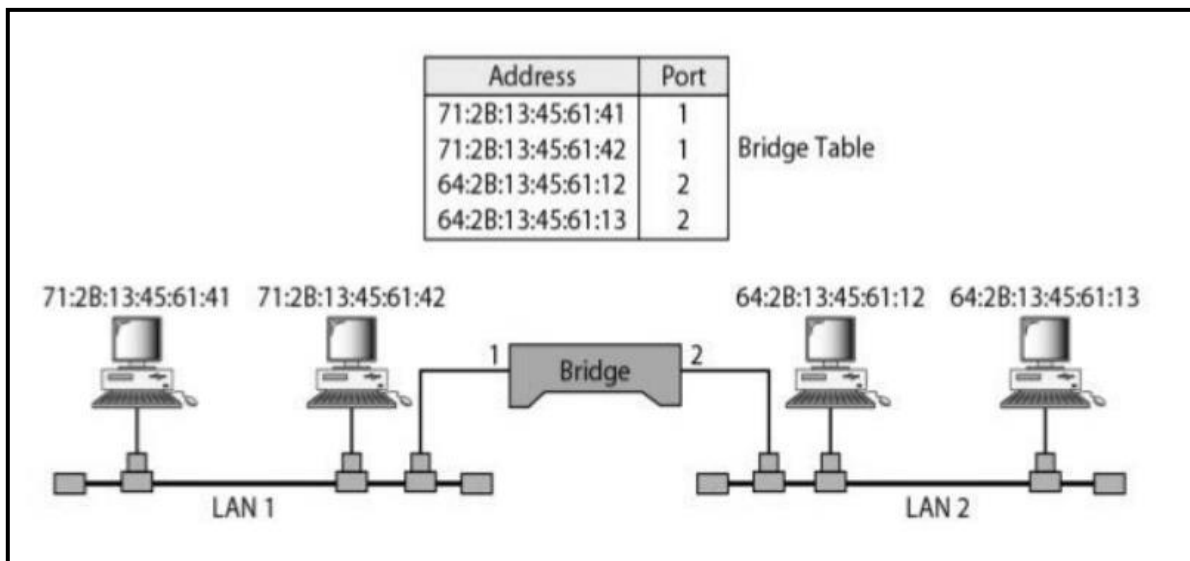 Address Port
71:2B:13:45:61:41 1
71:2B:13:45:61:42 1
64:2B:13:45:61:12 2
64:2B:13:45:61:13 2
Bridge Table
71:2B:13:45:61:41 71:2B:13:45:61:42 64:2B:13:45:61:12 64:2B:13:45:61:13
1 Bridge 2
LAN 1 LAN 2